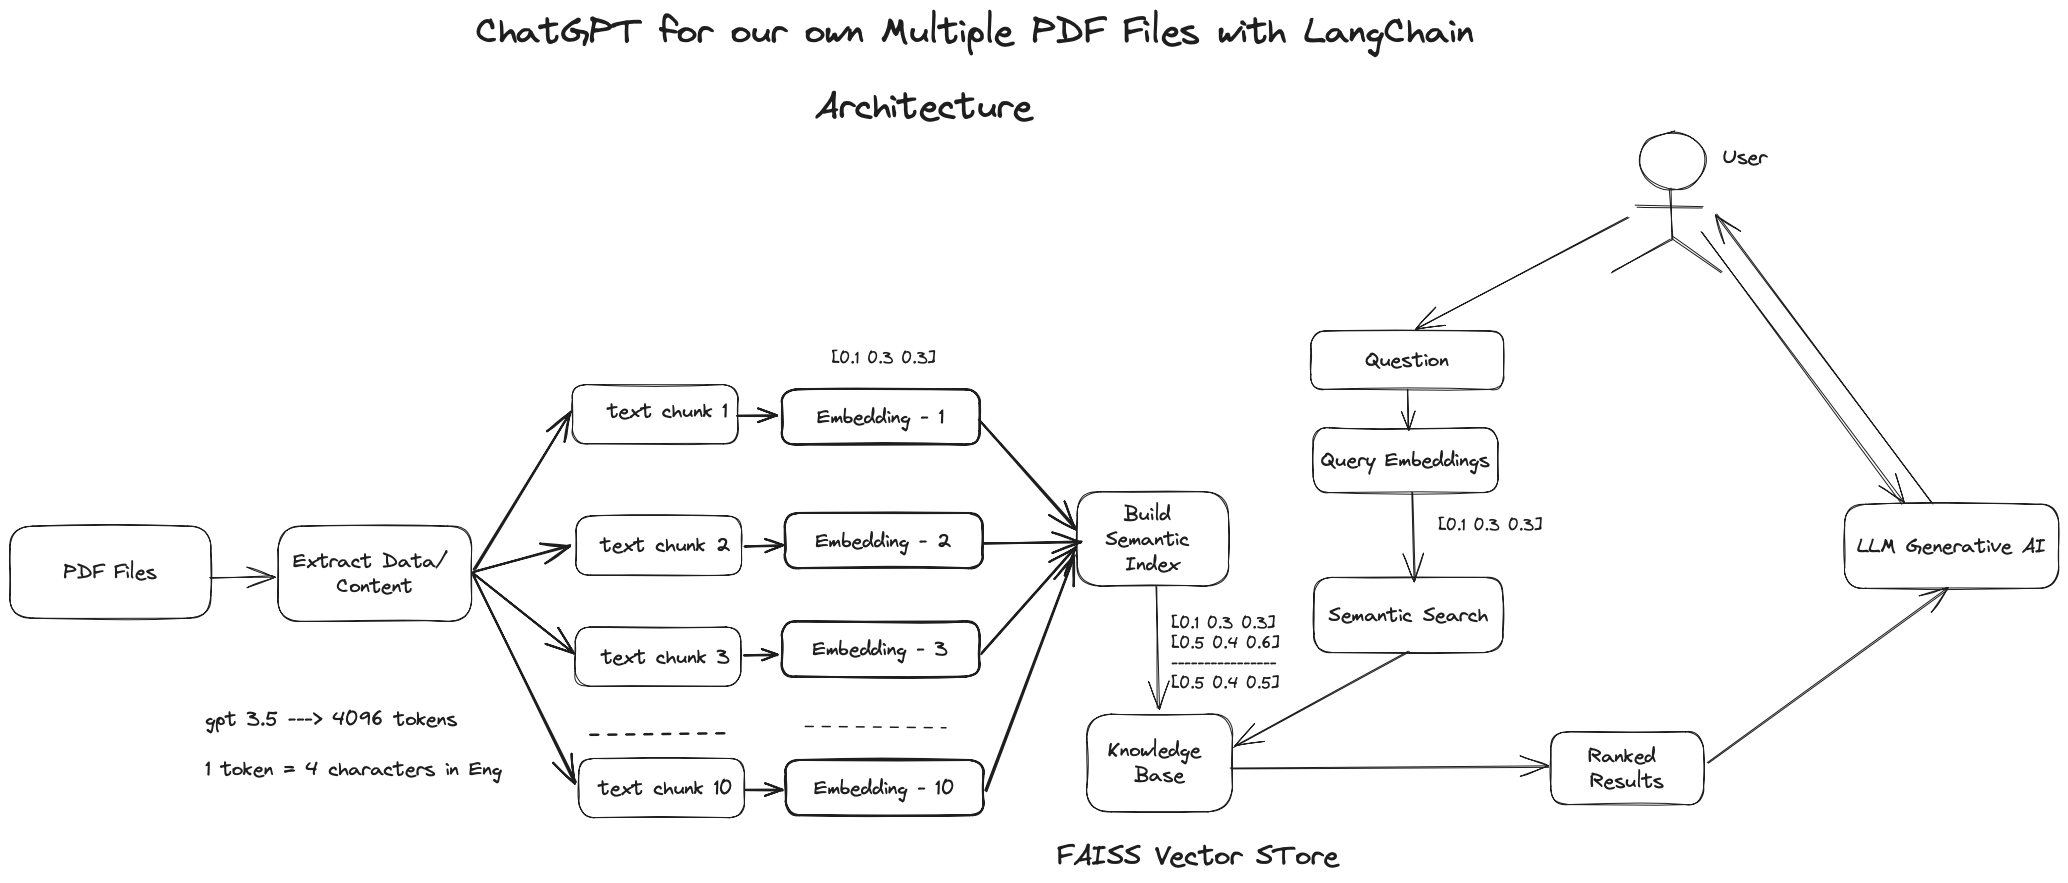 ChatGPT for our own Multiple PDF Files with LangChain
Architecture
User
Question
Query Embeddings
[0.1 0.3 0.3]
Semantic Search
LLM Generative AI
PDF Files
Extract Data/
Content
text chunk 1
[0.1 0.3 0.3]
Embedding - 1
text chunk 2
Embedding - 2
text chunk 3
Embedding - 3
text chunk 10
Embedding - 10
Build
Semantic
Index
[0.1 0.3 0.3]
[0.5 0.4 0.6]
----------------
[0.5 0.4 0.5]
Knowledge
Base
Ranked
Results
gpt 3.5 ---> 4096 tokens
1 token = 4 characters in Eng
FAISS Vector STore